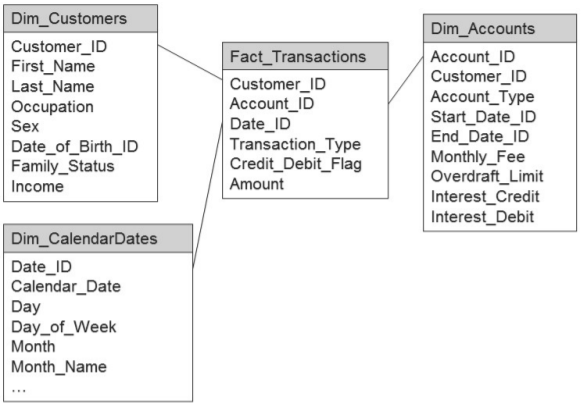 Dim_Customers
Customer_ID
First_Name
Last_Name
Occupation
Sex
Date_of_Birth_ID
Family_Status
Income
Fact_Transactions
Customer_ID
Account_ID
Date_ID
Transaction_Type
Credit_Debit_Flag
Amount
Dim_Accounts
Account_ID
Customer_ID
Account_Type
Start_Date_ID
End_Date_ID
Monthly_Fee
Overdraft_Limit
Interest_Credit
Interest_Debit
Dim_CalendarDates
Date_ID
Calendar_Date
Day
Day_of_Week
Month
Month_Name
…